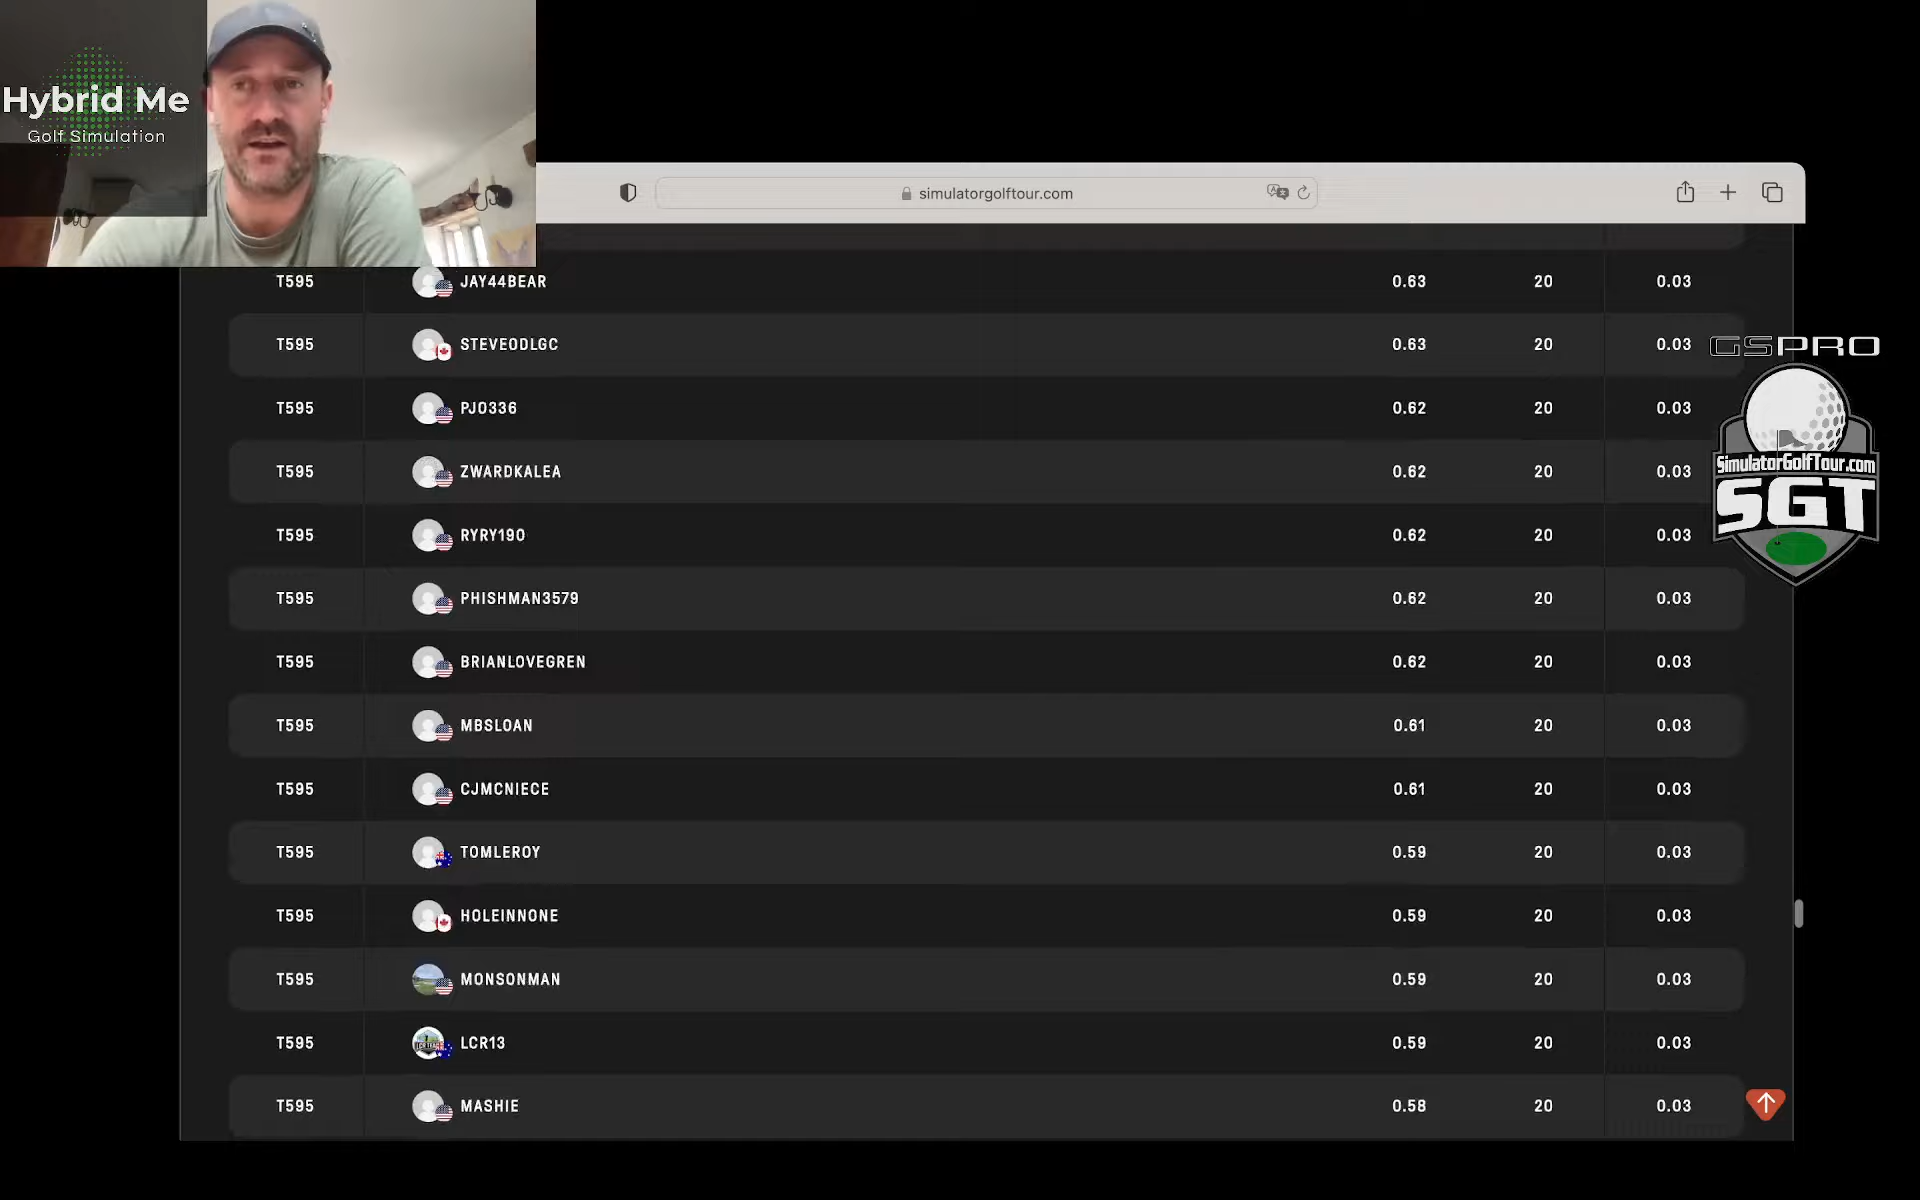 Hybrid Me
Golf Simulation
simulatorgolftour.com
T595 JAY44BEAR 0.63 20 0.03
T595 STEVEODLGC 0.63 20 0.03
T595 PJO336 0.62 20 0.03
T595 ZWARDKALEA 0.62 20 0.03
T595 RYRY190 0.62 20 0.03
T595 PHISHMAN3579 0.62 20 0.03
T595 BRIANLOVEGREN 0.62 20 0.03
T595 MBSLOAN 0.61 20 0.03
T595 CJMCNIECE 0.61 20 0.03
T595 TOMLEROY 0.59 20 0.03
T595 HOLEINNONE 0.59 20 0.03
T595 MONSONMAN 0.59 20 0.03
T595 LCR13 0.59 20 0.03
T595 MASHIE 0.58 20 0.03
GSPRO
SimulatorGolfTour.com
SGT